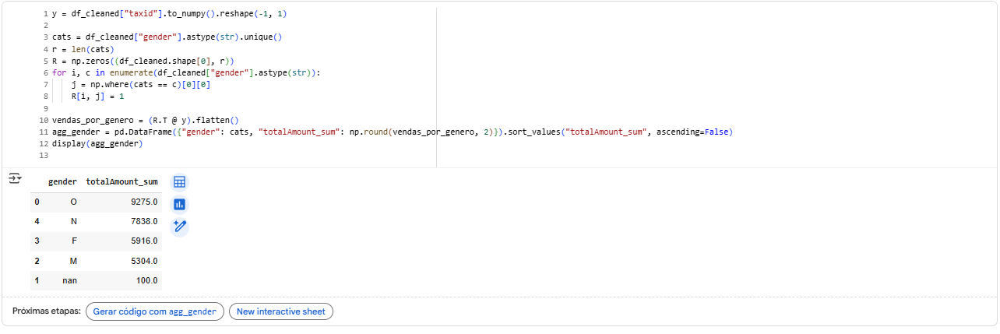 1 y = df_cleaned["taxid"].to_numpy().reshape(-1, 1)
2
3 cats = df_cleaned["gender"].astype(str).unique()
4 r = len(cats)
5 R = np.zeros((df_cleaned.shape[0], r))
6 for i, c in enumerate(df_cleaned["gender"].astype(str)):
7     j = np.where(cats == c)[0][0]
8     R[i, j] = 1
9
10 vendas_por_genero = (R.T @ y).flatten()
11 agg_gender = pd.DataFrame({"gender": cats, "totalAmount_sum": np.round(vendas_por_genero, 2)}).sort_values("totalAmount_sum", ascending=False)
12 display(agg_gender)
13
gender totalAmount_sum
0 O 9275.0
4 N 7838.0
3 F 5916.0
2 M 5304.0
1 nan 100.0
Próximas etapas: Gerar código com agg_gender New interactive sheet